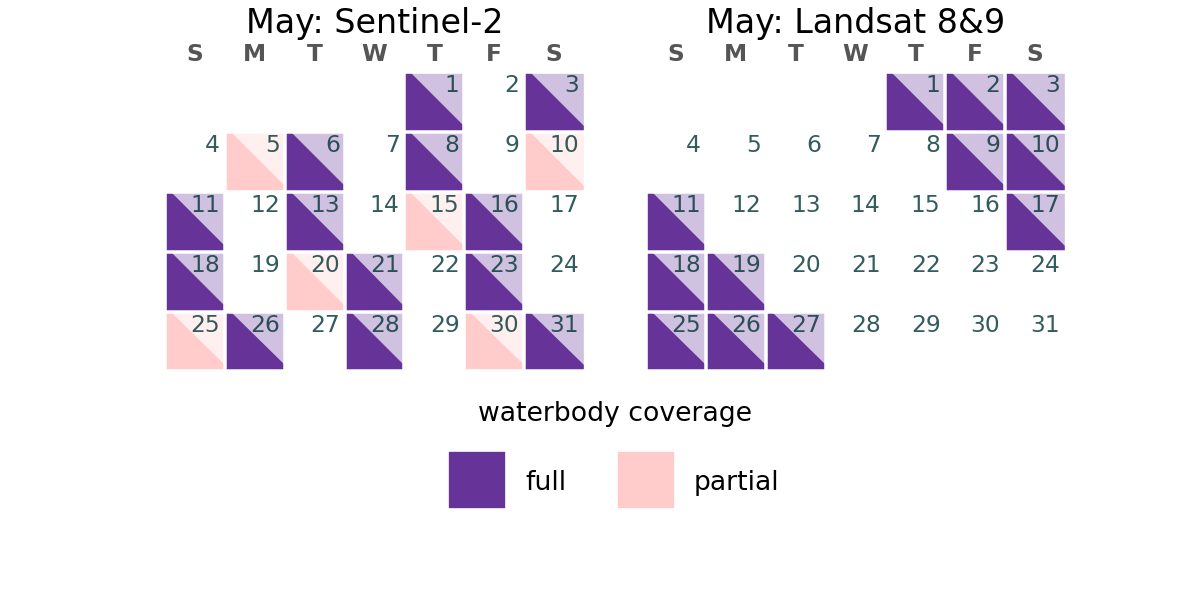 May: Sentinel-2
S M T W T F S
1 2 3
4 5 6 7 8 9 10
11 12 13 14 15 16 17
18 19 20 21 22 23 24
25 26 27 28 29 30 31
May: Landsat 8&9
S M T W T F S
1 2 3
4 5 6 7 8 9 10
11 12 13 14 15 16 17
18 19 20 21 22 23 24
25 26 27 28 29 30 31
waterbody coverage
full partial